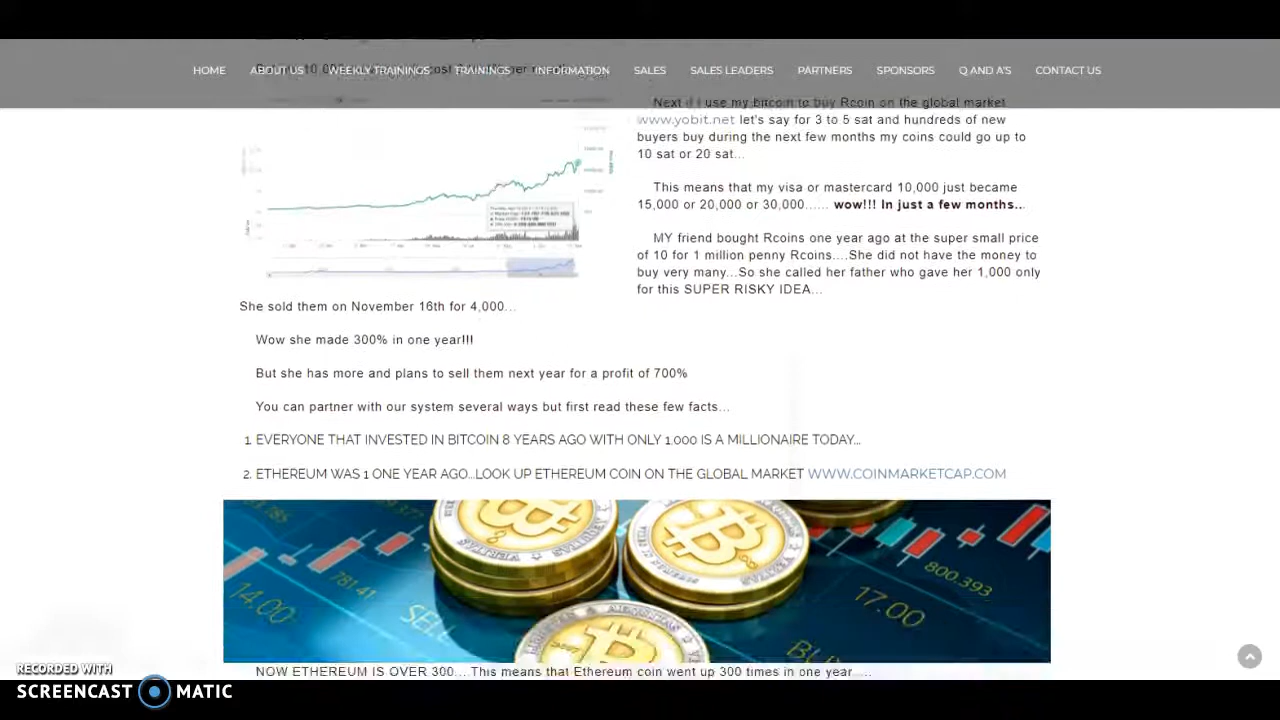 HOME ABOUT US WEEKLY TRAININGS TRAININGS INFORMATION SALES SALES LEADERS PARTNERS SPONSORS Q AND A'S CONTACT US
Next if I use my bitcoin to buy Rcoin on the global market
www.yobit.net let's say for 3 to 5 sat and hundreds of new
buyers buy during the next few months my coins could go up to
10 sat or 20 sat...
This means that my visa or mastercard 10,000 just became
15,000 or 20,000 or 30,000...... wow!!! In just a few months...
MY friend bought Rcoins one year ago at the super small price
of 10 for 1 million penny Rcoins....She did not have the money to
buy very many...So she called her father who gave her 1,000 only
for this SUPER RISKY IDEA...
She sold them on November 16th for 4,000...
Wow she made 300% in one year!!!
But she has more and plans to sell them next year for a profit of 700%
You can partner with our system several ways but first read these few facts...
1. EVERYONE THAT INVESTED IN BITCOIN 8 YEARS AGO WITH ONLY 1.000 IS A MILLIONAIRE TODAY...
2. ETHEREUM WAS 1 ONE YEAR AGO...LOOK UP ETHEREUM COIN ON THE GLOBAL MARKET WWW.COINMARKETCAP.COM
781.41
14.00
SELL
17.00
800.393
NOW ETHEREUM IS OVER 300....This means that Ethereum coin went up 300 times in one year.....
RECORDED WITH
SCREENCAST MATIC